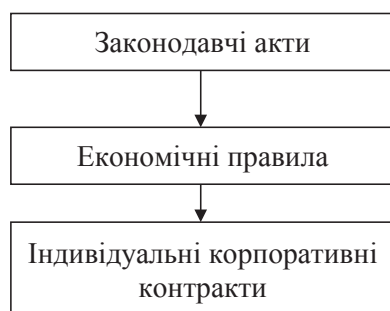 Законодавчі акти
Економічні правила
Індивідуальні корпоративні
контракти